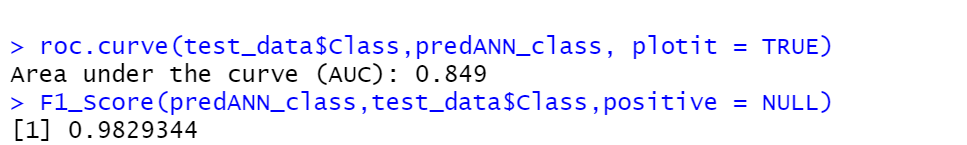 > roc.curve(test_data$Class,predANN_class, plotit = TRUE)
Area under the curve (AUC): 0.849
> F1_Score(predANN_class,test_data$Class,positive = NULL)
[1] 0.9829344